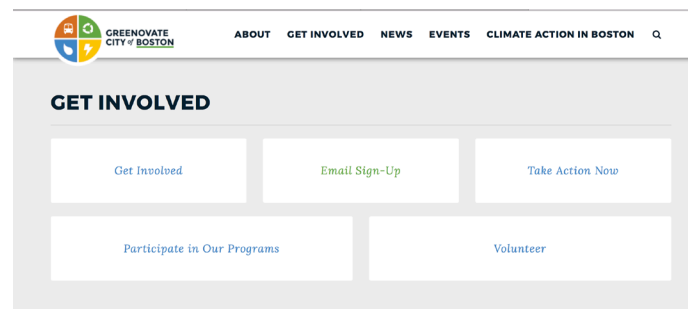 GREENOVATE
CITY of BOSTON
ABOUT GET INVOLVED NEWS EVENTS CLIMATE ACTION IN BOSTON
GET INVOLVED
Get Involved Email Sign-Up Take Action Now
Participate in Our Programs Volunteer